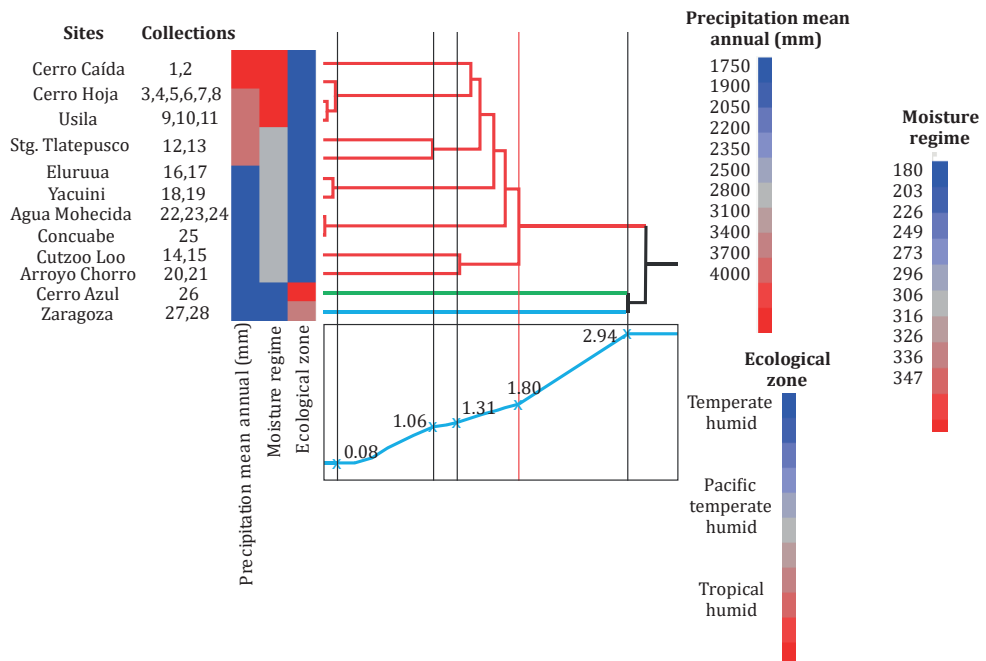 Sites Collections
Cerro Caída 1,2
Cerro Hoja 3,4,5,6,7,8
Usila 9,10,11
Stg. Tlatepusco 12,13
Eluruua 16,17
Yacuini 18,19
Agua Mohecida 22,23,24
Concuabe 25
Cutzoo Loo 14,15
Arroyo Chorro 20,21
Cerro Azul 26
Zaragoza 27,28
Precipitation mean annual (mm)
Moisture regime
Ecological zone
0.08
1.06
1.31
1.80
2.94
Precipitation mean
annual (mm)
1750
1900
2050
2200
2350
2500
2800
3100
3400
3700
4000
Moisture
regime
180
203
226
249
273
296
306
316
326
336
347
Ecological
zone
Temperate
humid
Pacific
temperate
humid
Tropical
humid